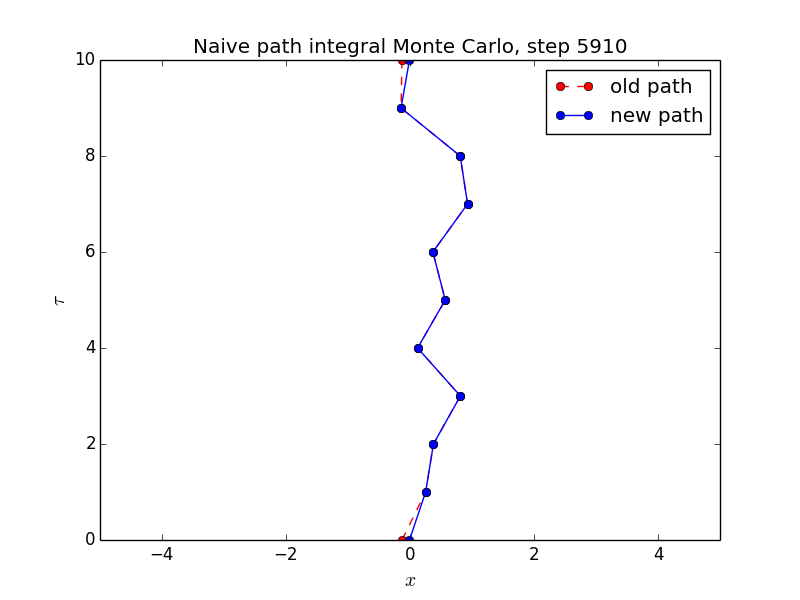 Naive path integral Monte Carlo, step 5910
10
old path
new path
8
6
τ
4
2
0
−4
−2
0
2
4
x